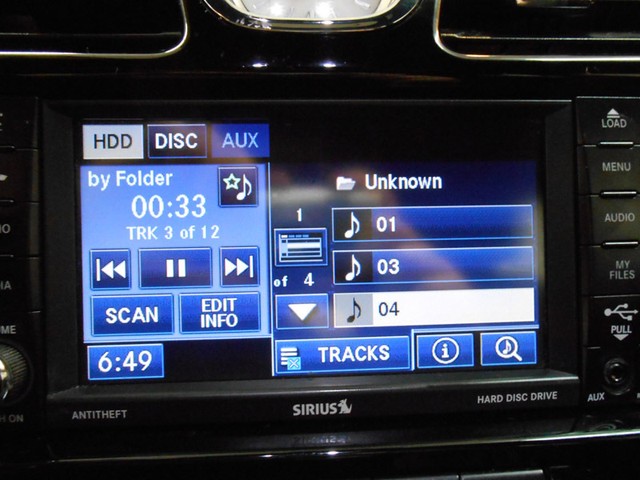 LOAD
HDD DISC AUX
MENU
by Folder
Unknown
00:33
1
01
AUDIO
TRK 3 of 12
03
MY
FILES
of 4
SCAN
EDIT
INFO
04
PULL
6:49
TRACKS
i
HARD DISC DRIVE
AUX
ANTITHEFT
SIRIUS